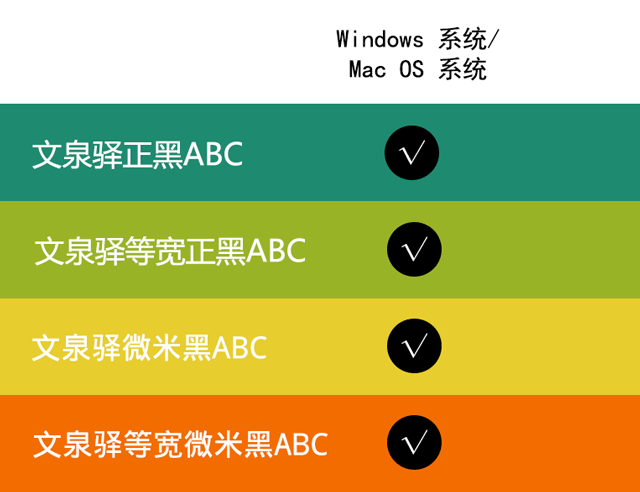 Windows 系统/
Mac OS 系统
文泉驿正黑ABC √
文泉驿等宽正黑ABC √
文泉驿微米黑ABC √
文泉驿等宽微米黑ABC √